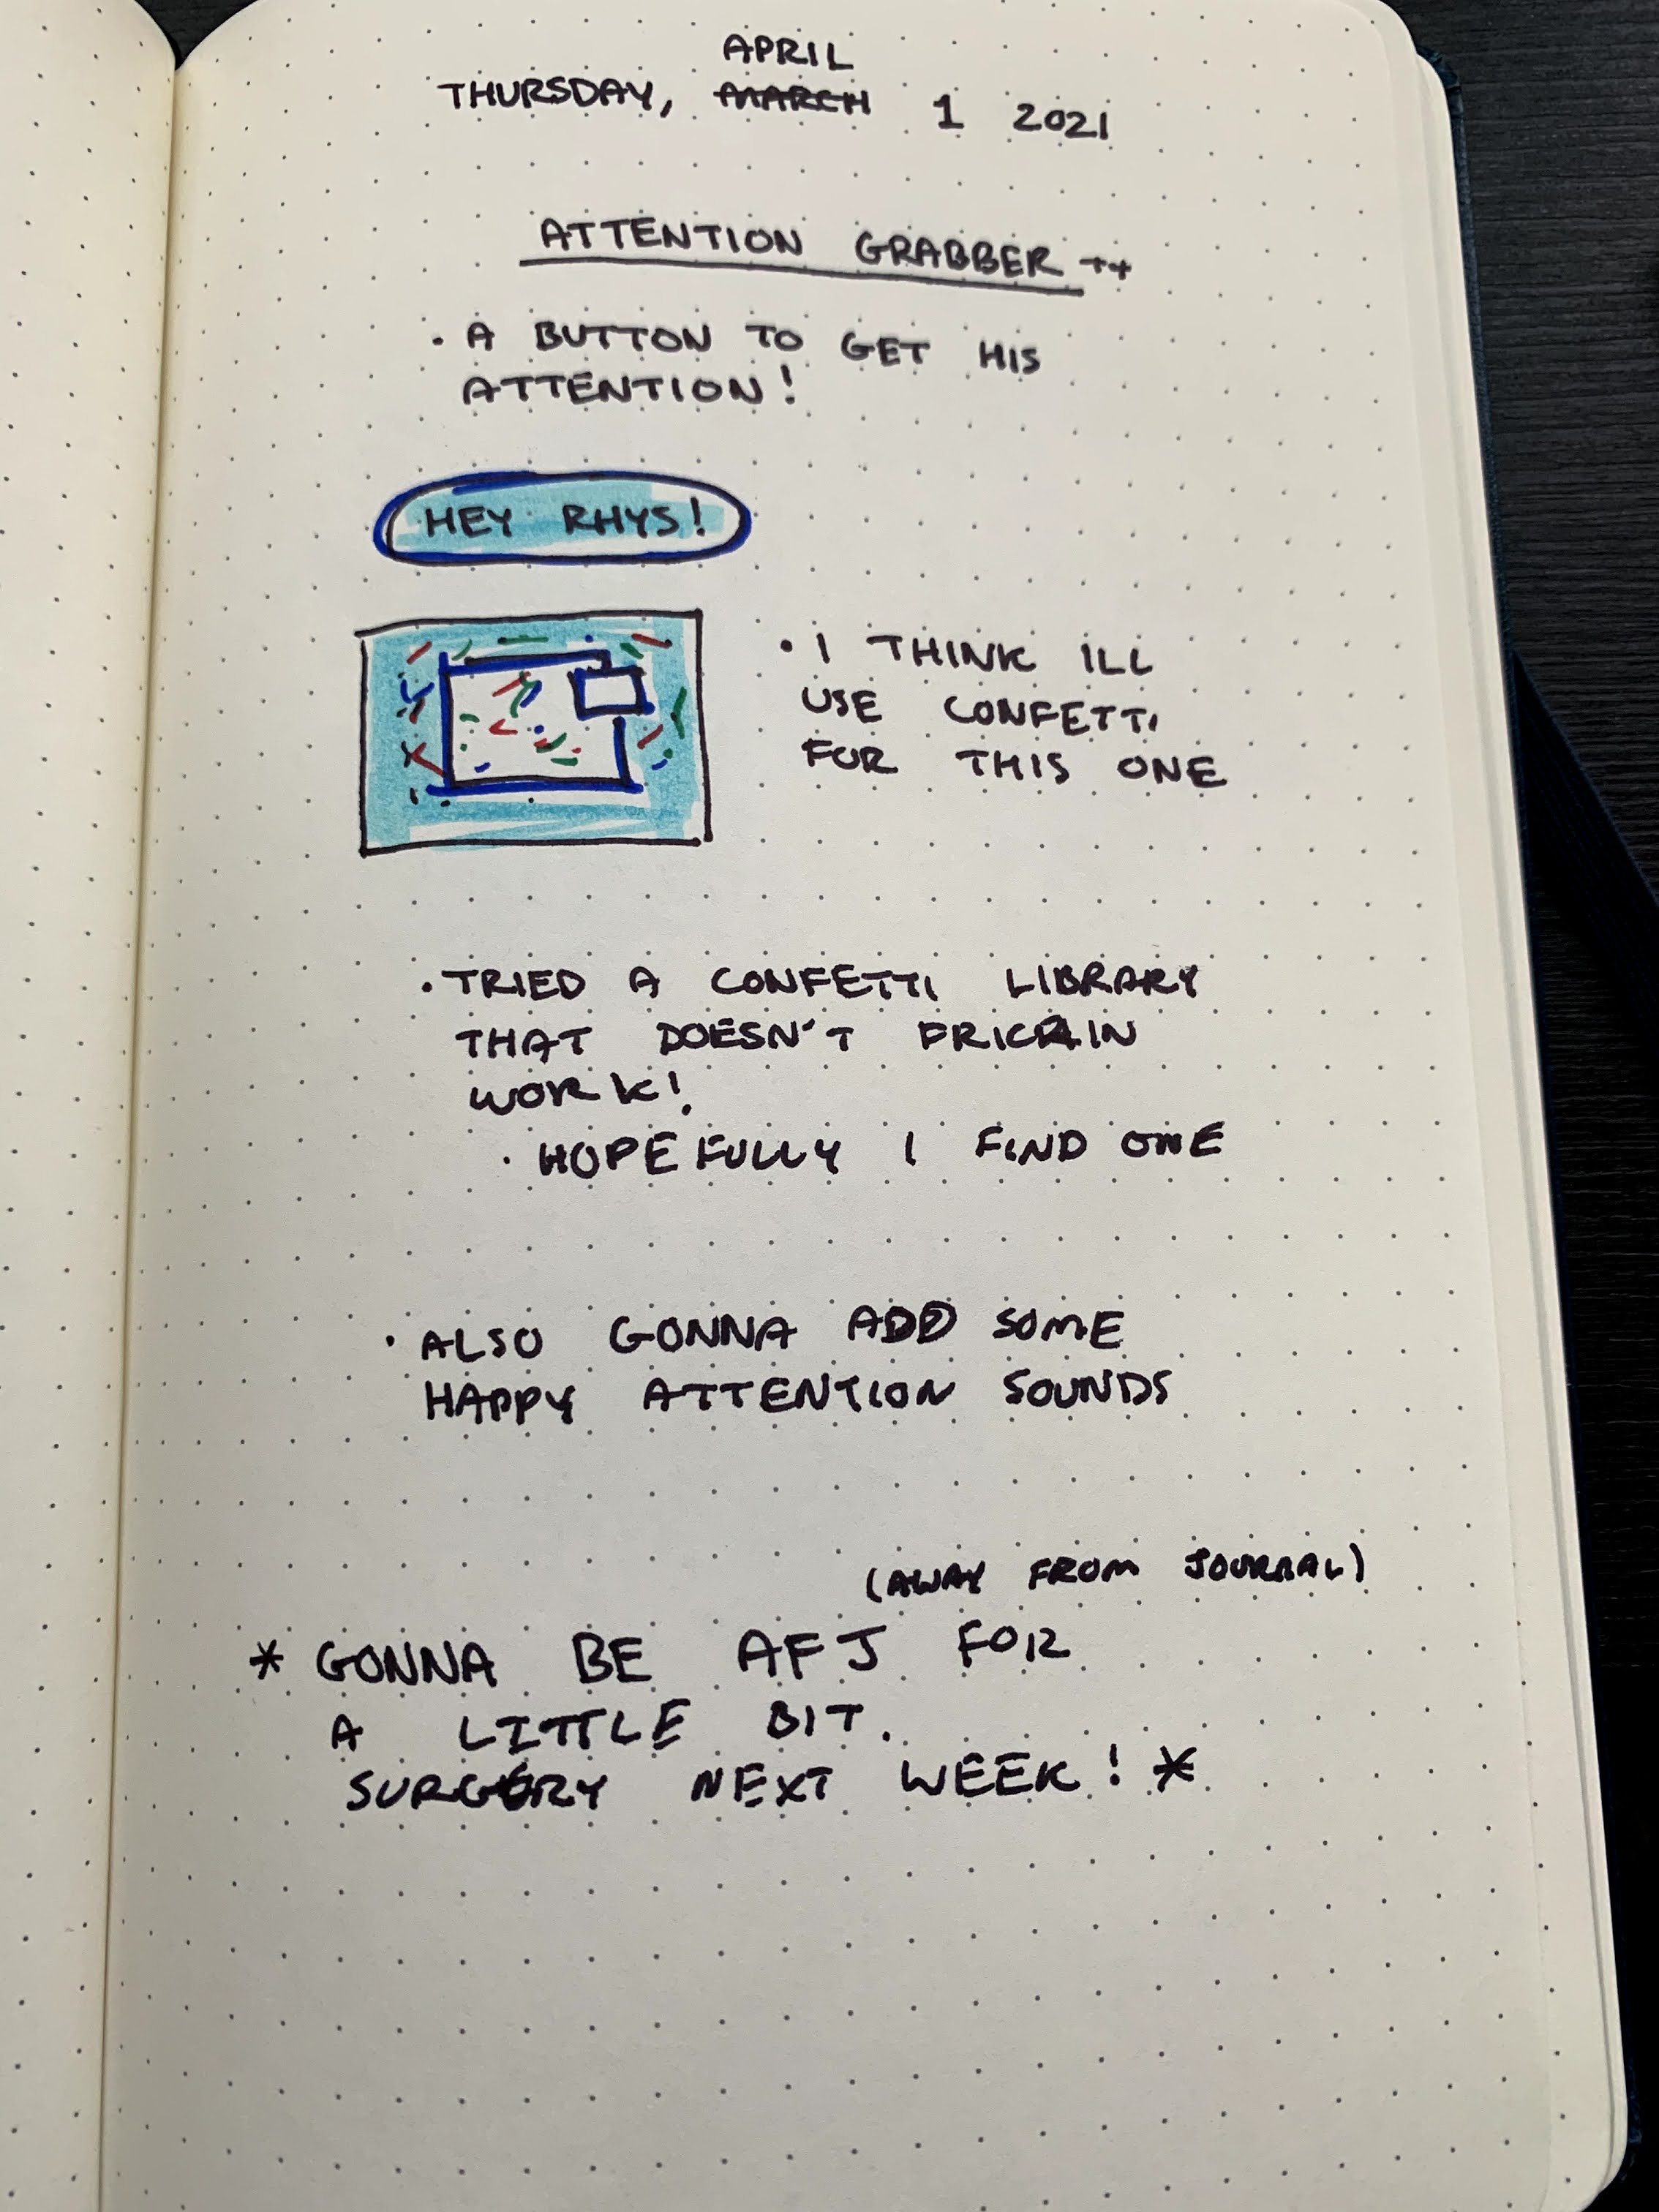 APRIL
THURSDAY, MARCH 1 2021
ATTENTION GRABBER ++
· A BUTTON TO GET HIS
ATTENTION!
HEY RHYS!
· I THINK ILL
USE CONFETTI
FOR THIS ONE
· TRIED A CONFETTI LIBRARY
THAT DOESN'T FRICKIN
WORK!
· HOPEFULLY I FIND ONE
· ALSO GONNA ADD SOME
HAPPY ATTENTION SOUNDS
(AWAY FROM JOURNAL)
* GONNA BE AFJ FOR
A LITTLE BIT.
SURGERY NEXT WEEK! *